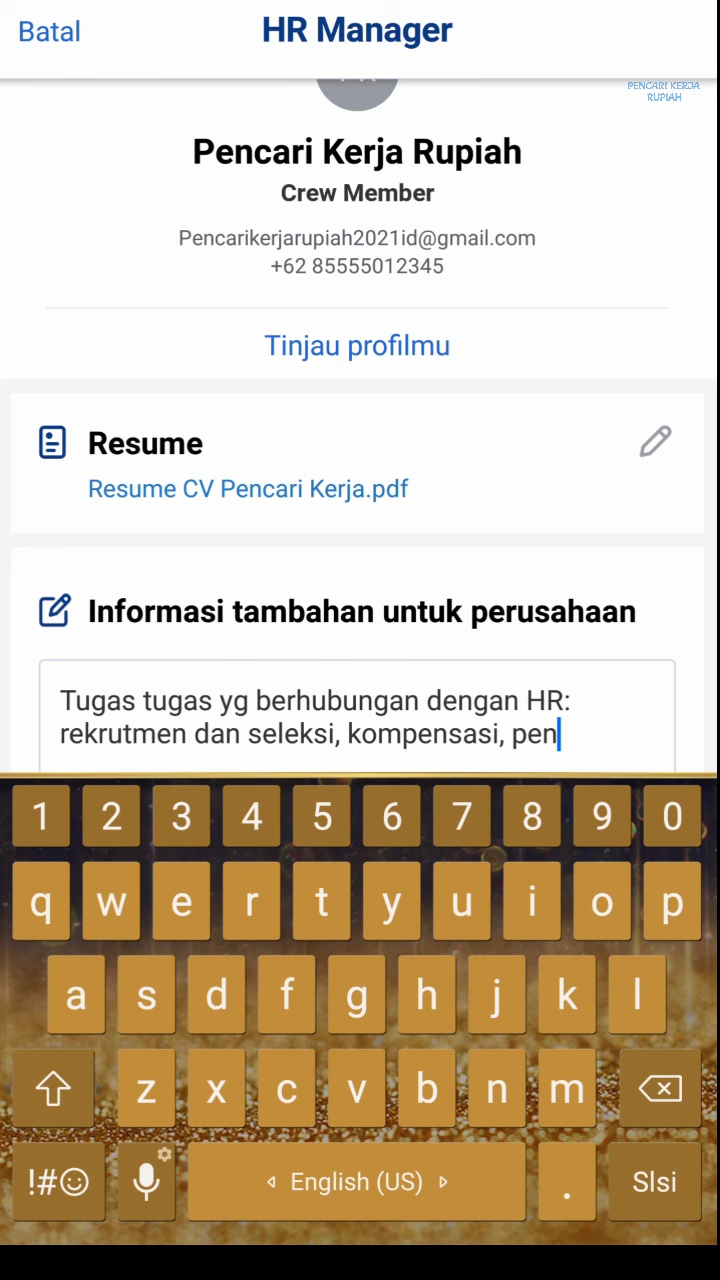 Batal
HR Manager
PENCARI KERJA
RUPIAH
Pencari Kerja Rupiah
Crew Member
Pencarikerjarupiah2021id@gmail.com
+62 85555012345
Tinjau profilmu
Resume
Resume CV Pencari Kerja.pdf
Informasi tambahan untuk perusahaan
Tugas tugas yg berhubungan dengan HR:
rekrutmen dan seleksi, kompensasi, pen
1 2 3 4 5 6 7 8 9 0
q w e r t y u i o p
a s d f g h j k l
z x c v b n m
!#☺ English (US) . Slsi